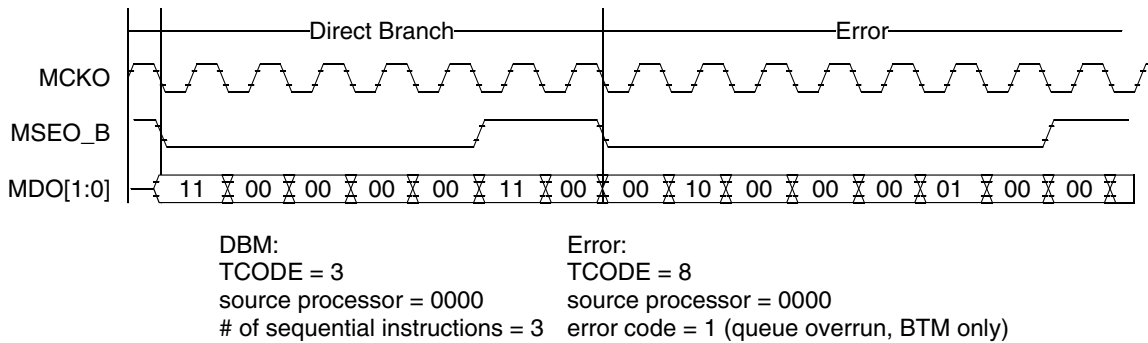 Direct Branch Error
MCKO
MSEO_B
MDO[1:0] 11 00 00 00 00 11 00 00 10 00 00 00 01 00 00
DBM:
TCODE = 3
source processor = 0000
# of sequential instructions = 3
Error:
TCODE = 8
source processor = 0000
error code = 1 (queue overrun, BTM only)